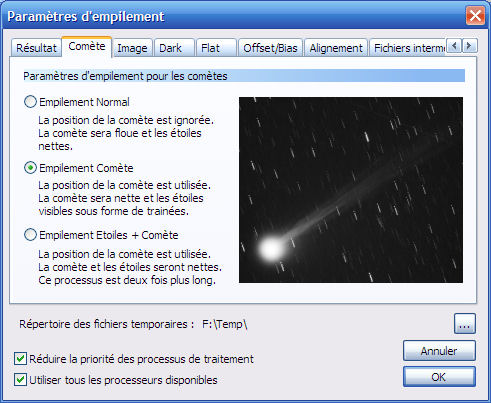 Paramètres d'empilement
Résultat Comète Image Dark Flat Offset/Bias Alignement Fichiers interm
Paramètres d'empilement pour les comètes
Empilement Normal
La position de la comète est ignorée.
La comète sera floue et les étoiles
nettes.
Empilement Comète
La position de la comète est utilisée.
La comète sera nette et les étoiles
visibles sous forme de trainées.
Empilement Etoiles + Comète
La position de la comète est utilisée.
La comète et les étoiles seront nettes.
Ce processus est deux fois plus long.
Répertoire des fichiers temporaires : F:\Temp\
...
Réduire la priorité des processus de traitement
Annuler
Utiliser tous les processeurs disponibles
OK